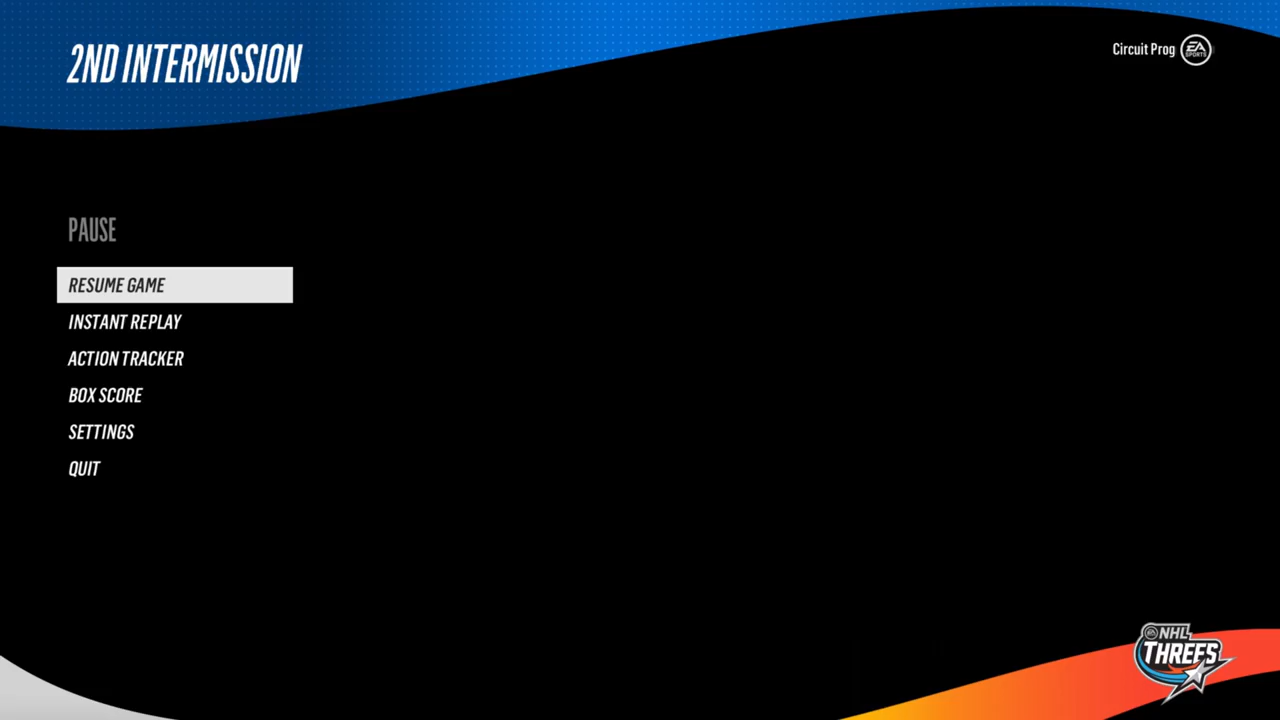 2ND INTERMISSION
Circuit Prog
EA
SPORTS
PAUSE
RESUME GAME
INSTANT REPLAY
ACTION TRACKER
BOX SCORE
SETTINGS
QUIT
EA NHL
THREES